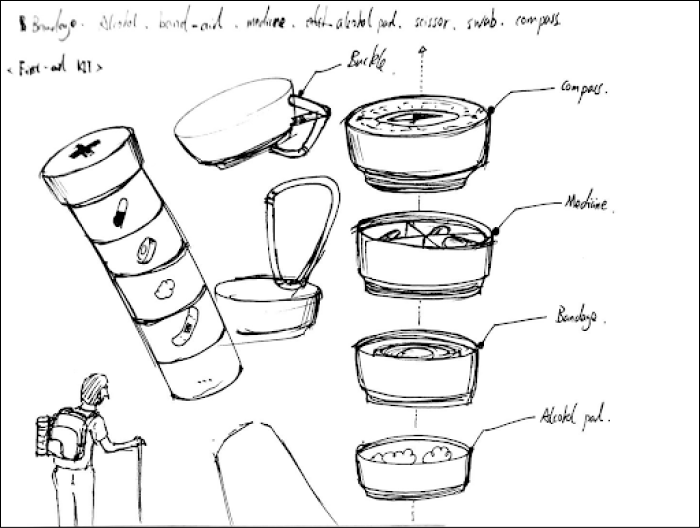 Bandage. Alcohol. band-aid. medicine. alcohol pad. scissor. swab. compass
< First-aid KIT >
Buckle.
Compass.
Medicine.
Bandage.
Alcohol pad.